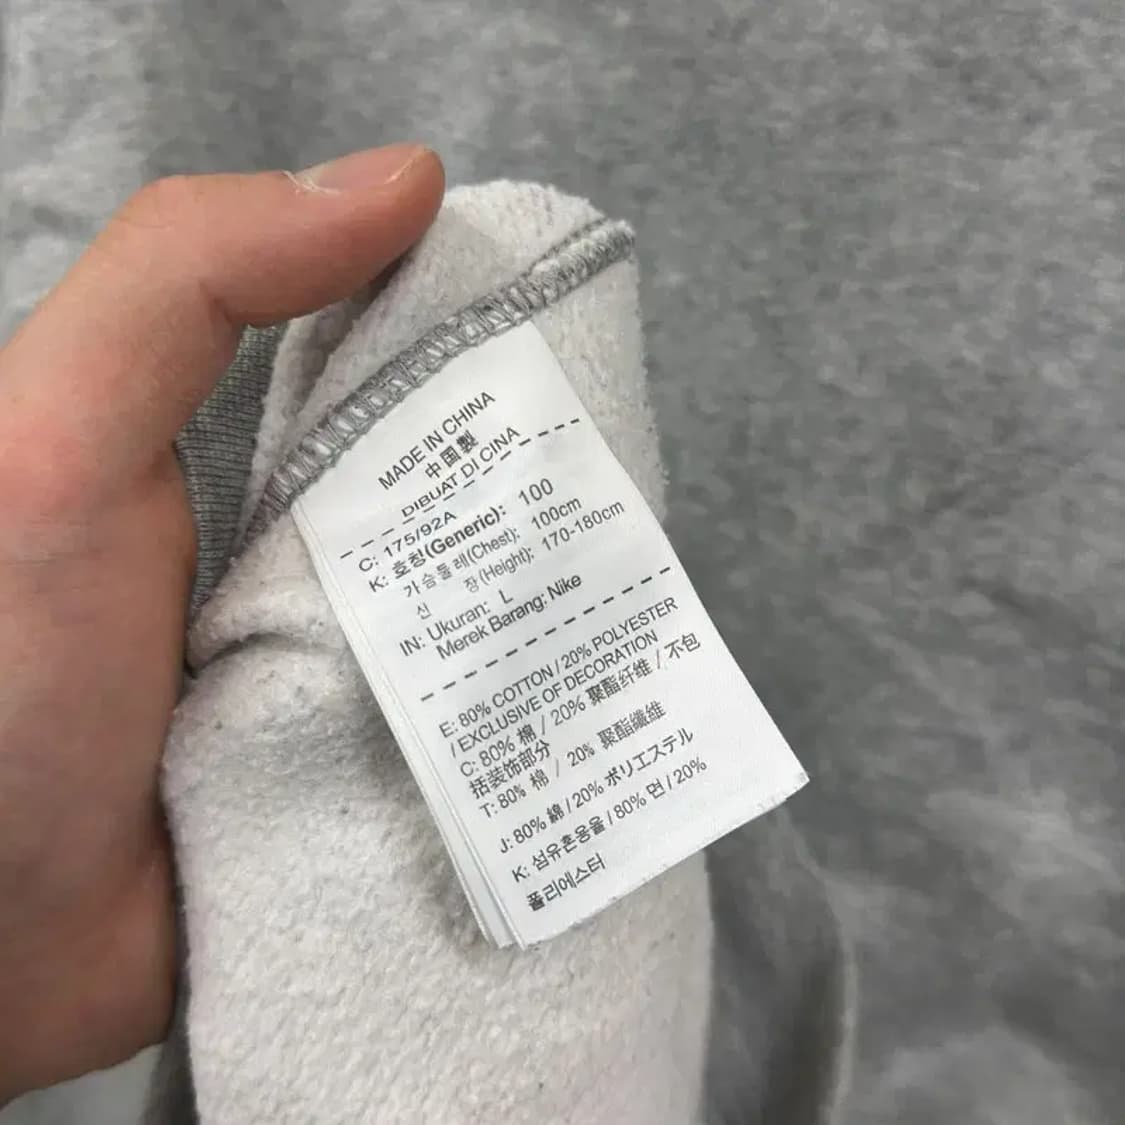 MADE IN CHINA
中国製
DIBUAT DI CINA
C: 175/92A
K: 호칭(Generic): 100
가슴둘레(Chest): 100cm
신 장(Height): 170-180cm
IN: Ukuran: L
Merek Barang: Nike
E: 80% COTTON / 20% POLYESTER
/ EXCLUSIVE OF DECORATION
C: 80% 棉 / 20% 聚酯纤维 / 不包
括装饰部分
T: 80% 棉 / 20% 聚酯纖維
J: 80% 綿 / 20% ポリエステル
K: 섬유혼용율 / 80% 면 / 20%
폴리에스터